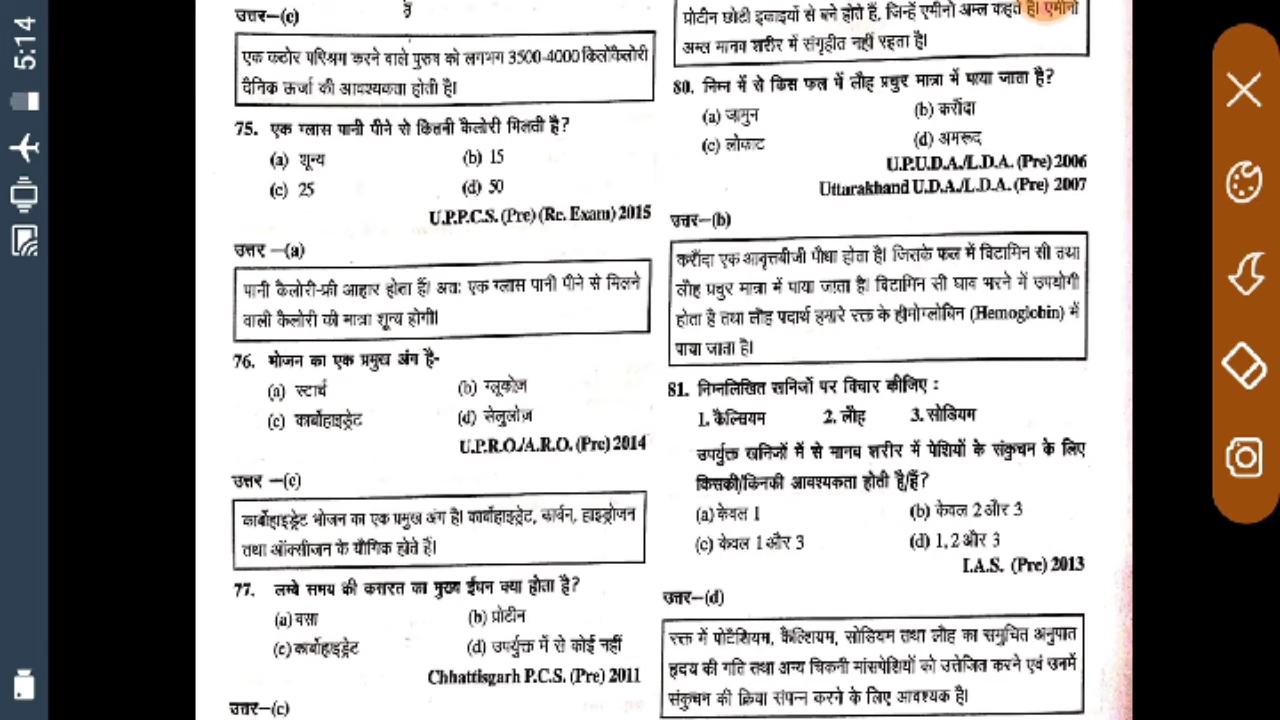 5:14
उत्तर–(c)
एक कठोर परिश्रम करने वाले पुरुष को लगभग 3500-4000 किलोकैलोरी
दैनिक ऊर्जा की आवश्यकता होती है।
75. एक ग्लास पानी पीने से कितनी कैलोरी मिलती है?
(a) शून्य (b) 15
(c) 25 (d) 50
U.P.P.C.S. (Pre) (Re. Exam) 2015
उत्तर –(a)
पानी कैलोरी-फ्री आहार होता हैं। अतः एक ग्लास पानी पीने से मिलने
वाली कैलोरी की मात्रा शून्य होगी।
76. भोजन का एक प्रमुख अंग है-
(a) स्टार्च (b) ग्लूकोज़
(c) कार्बोहाइड्रेट (d) सेलुलोज़
U.P.R.O./A.R.O. (Pre) 2014
उत्तर –(c)
कार्बोहाइड्रेट भोजन का एक प्रमुख अंग है। कार्बोहाइड्रेट, कार्बन, हाइड्रोजन
तथा ऑक्सीजन के यौगिक होते हैं।
77. लम्बे समय की कसरत का मुख्य ईंधन क्या होता है?
(a) वसा (b) प्रोटीन
(c) कार्बोहाइड्रेट (d) उपर्युक्त में से कोई नहीं
Chhattisgarh P.C.S. (Pre) 2011
उत्तर–(c)
प्रोटीन छोटी इकाइयों से बने होते हैं, जिन्हें एमीनो अम्ल कहते है। एमीनो
अम्ल मानव शरीर में संगृहीत नहीं रहता है।
80. निम्न में से किस फल में लौह प्रचुर मात्रा में पाया जाता है?
(a) जामुन (b) करौंदा
(c) लोकाट (d) अमरूद
U.P.U.D.A./L.D.A. (Pre) 2006
Uttarakhand U.D.A./L.D.A. (Pre) 2007
उत्तर–(b)
करौंदा एक आवृत्तबीजी पौधा होता है। जिसके फल में विटामिन सी तथा
लौह प्रचुर मात्रा में पाया जाता है। विटामिन सी घाव भरने में उपयोगी
होता है तथा लौह पदार्थ हमारे रक्त के हीमोग्लोबिन (Hemoglobin) में
पाया जाता है।
81. निम्नलिखित खनिजों पर विचार कीजिए :
1. कैल्शियम 2. लौह 3. सोडियम
उपर्युक्त खनिजों में से मानव शरीर में पेशियों के संकुचन के लिए
किसकी/किनकी आवश्यकता होती है/हैं?
(a) केवल 1 (b) केवल 2 और 3
(c) केवल 1 और 3 (d) 1, 2 और 3
I.A.S. (Pre) 2013
उत्तर–(d)
रक्त में पोटैशियम, कैल्शियम, सोडियम तथा लौह का समुचित अनुपात
हृदय की गति तथा अन्य चिकनी मांसपेशियों को उत्तेजित करने एवं उनमें
संकुचन की क्रिया संपन्न करने के लिए आवश्यक है।